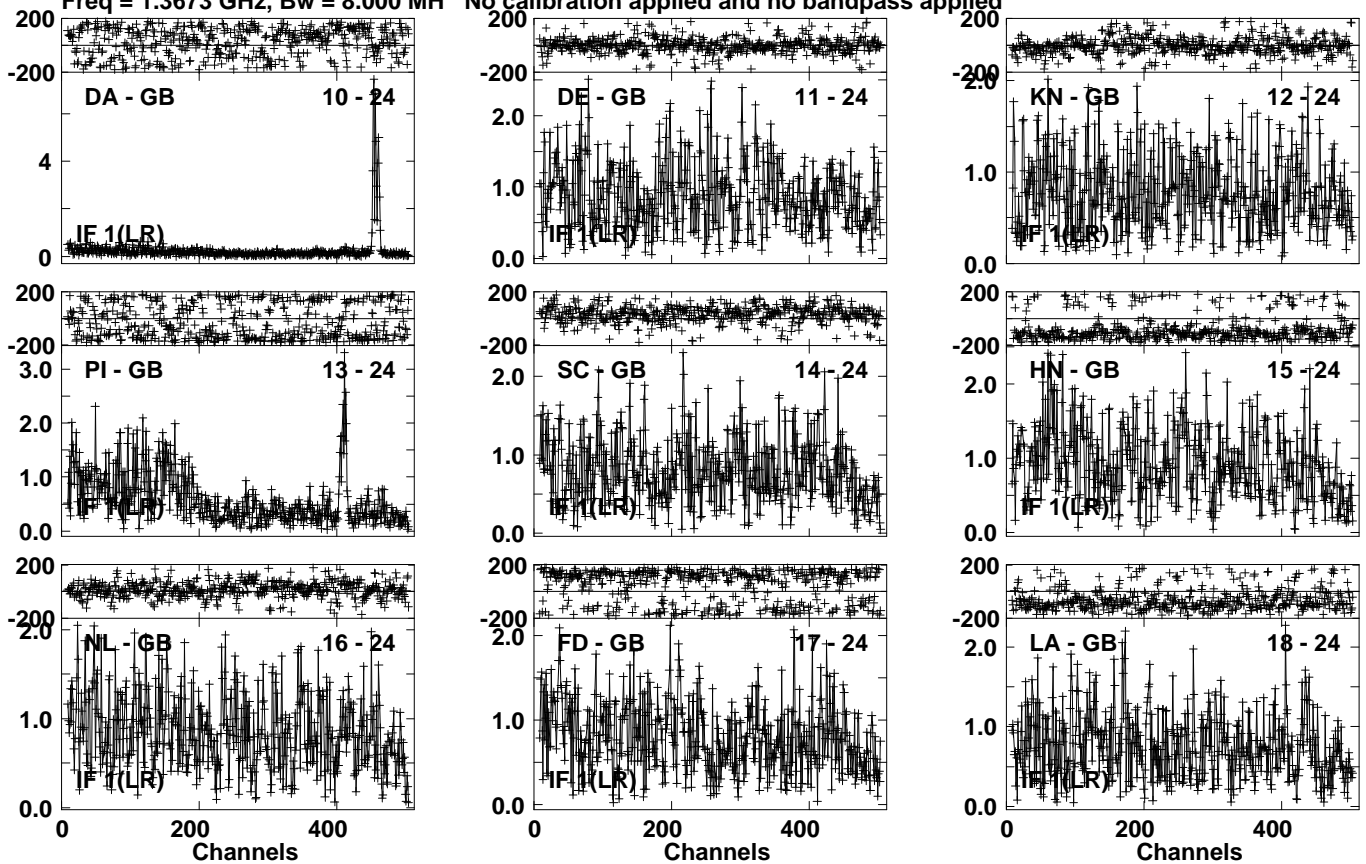 Freq = 1.3673 GHz, Bw = 8.000 MH No calibration applied and no bandpass applied
200
-200
DA - GB 10 - 24
4
2
0
IF 1(LR)
DE - GB 11 - 24
2.0
1.0
0.0
IF 1(LR)
200
-200
KN - GB 12 - 24
2.0
1.0
0.0
IF 1(LR)
200
-200
PI - GB 13 - 24
3.0
2.0
1.0
0.0
IF 1(LR)
200
-200
SC - GB 14 - 24
2.0
1.0
0.0
IF 1(LR)
200
-200
HN - GB 15 - 24
2.0
1.0
0.0
IF 1(LR)
200
-200
NL - GB 16 - 24
2.0
1.0
0.0
IF 1(LR)
200
-200
FD - GB 17 - 24
2.0
1.0
0.0
IF 1(LR)
200
-200
LA - GB 18 - 24
2.0
1.0
0.0
IF 1(LR)
0 200 400
Channels
0 200 400
Channels
0 200 400
Channels